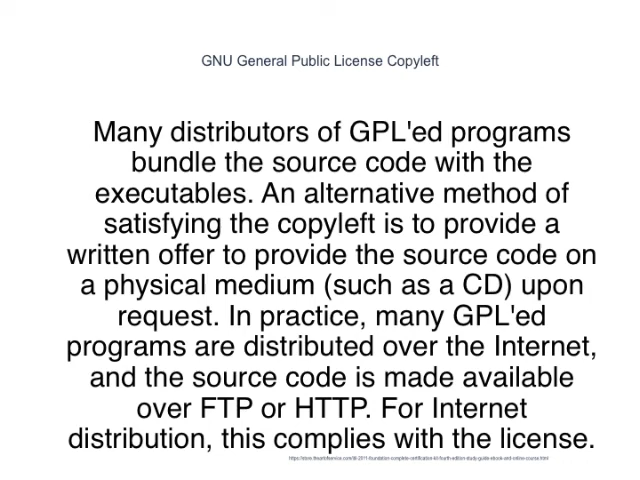 GNU General Public License Copyleft
Many distributors of GPL'ed programs
bundle the source code with the
executables. An alternative method of
satisfying the copyleft is to provide a
written offer to provide the source code on
a physical medium (such as a CD) upon
request. In practice, many GPL'ed
programs are distributed over the Internet,
and the source code is made available
over FTP or HTTP. For Internet
distribution, this complies with the license.